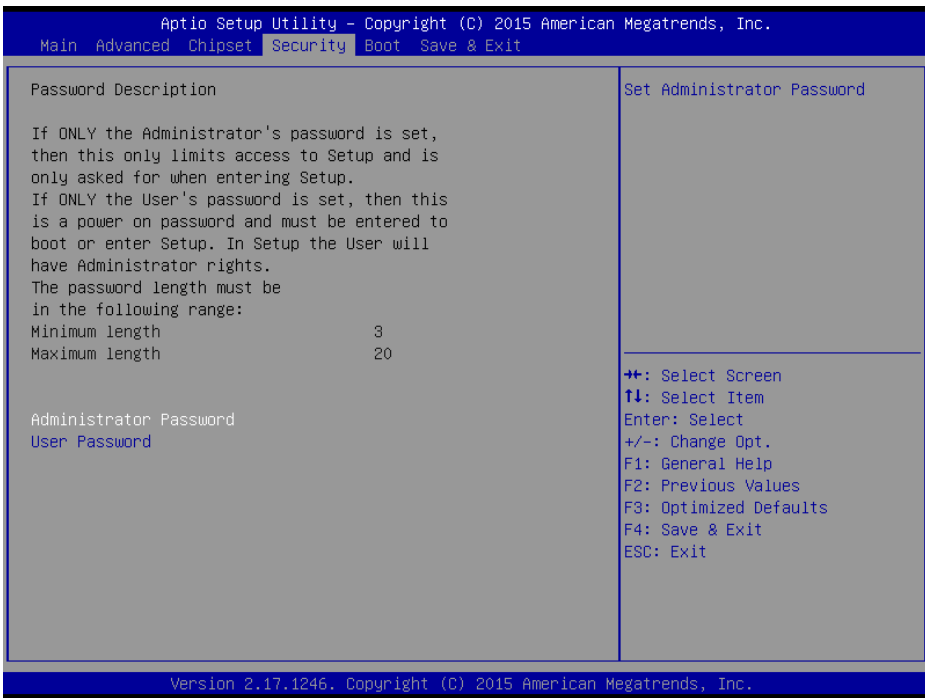 Aptio Setup Utility – Copyright (C) 2015 American Megatrends, Inc.
Main Advanced Chipset Security Boot Save & Exit
Password Description
If ONLY the Administrator's password is set,
then this only limits access to Setup and is
only asked for when entering Setup.
If ONLY the User's password is set, then this
is a power on password and must be entered to
boot or enter Setup. In Setup the User will
have Administrator rights.
The password length must be
in the following range:
Minimum length 3
Maximum length 20
Administrator Password
User Password
Set Administrator Password
→←: Select Screen
↑↓: Select Item
Enter: Select
+/-: Change Opt.
F1: General Help
F2: Previous Values
F3: Optimized Defaults
F4: Save & Exit
ESC: Exit
Version 2.17.1246. Copyright (C) 2015 American Megatrends, Inc.